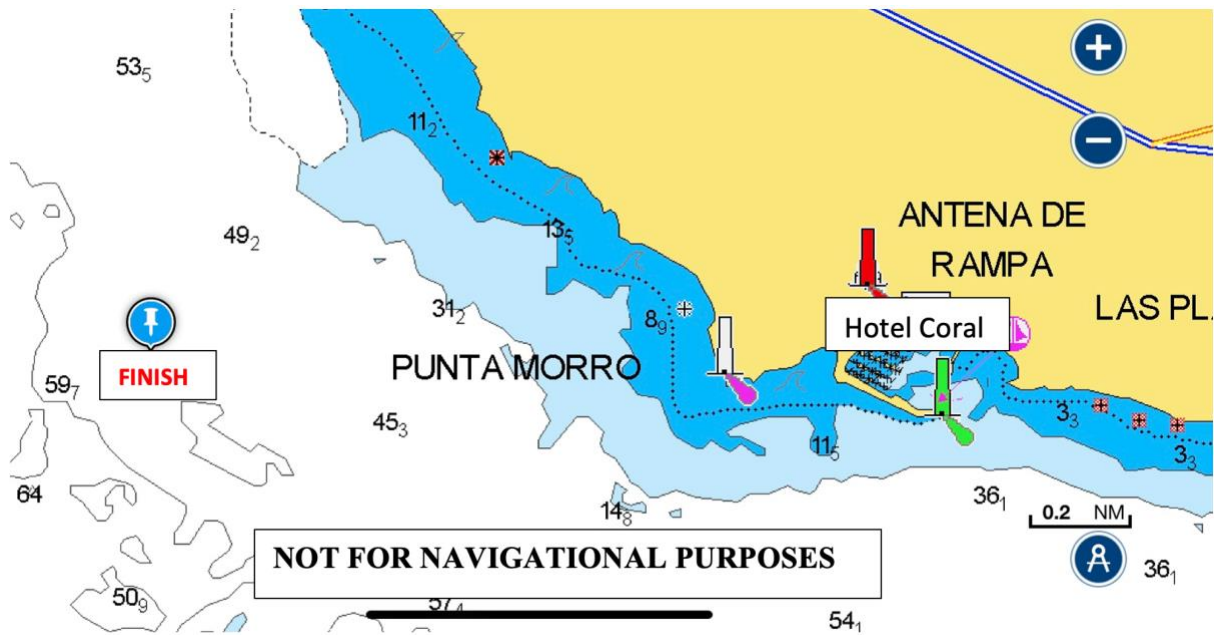 53₅
11₂
ANTENA DE
RAMPA
49₂
13₅
31₂
8₉
Hotel Coral
LAS PL
PUNTA MORRO
FINISH
59₇
45₃
3₃
11₅
3₃
64
36₁
14₈
0.2 NM
NOT FOR NAVIGATIONAL PURPOSES
36₁
50₉
54₁